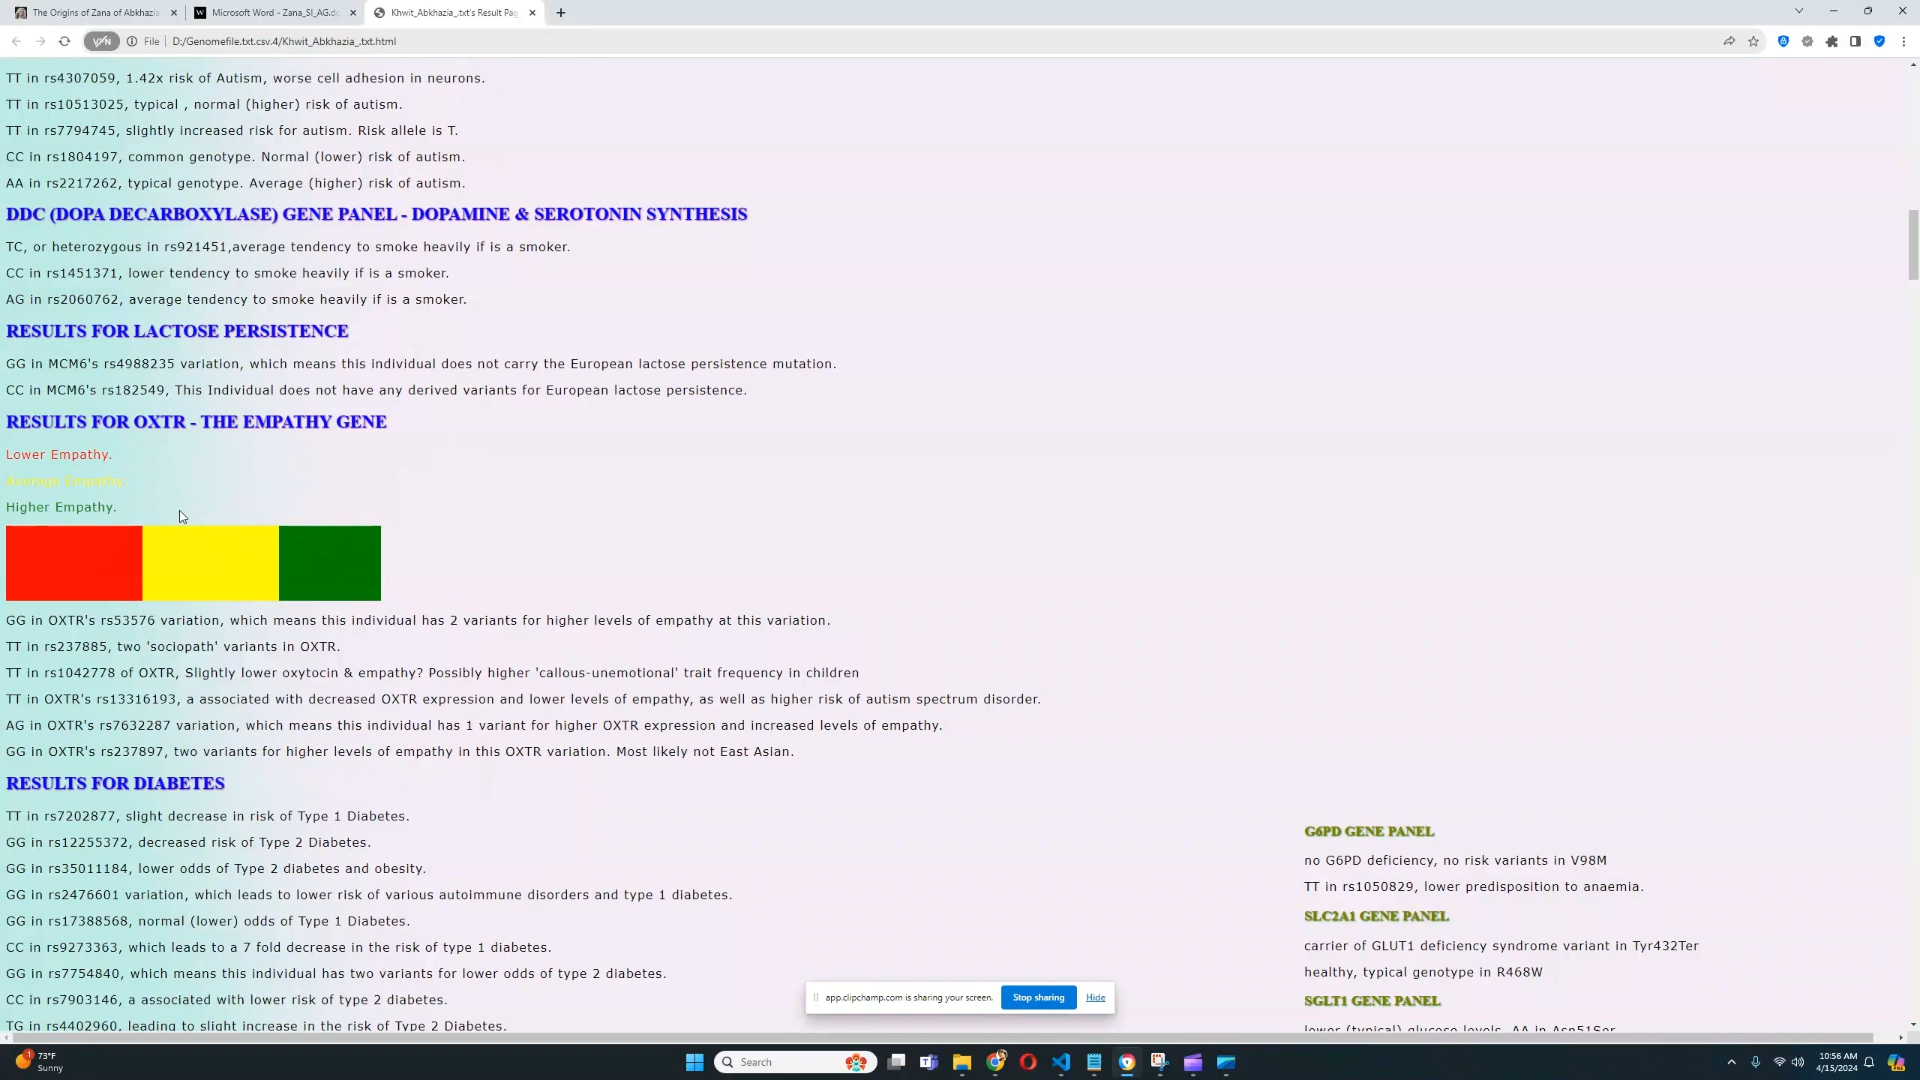 The Origins of Zana of Abkhazia
Microsoft Word - Zana_SI_AG.do
Khwit_Abkhazia_.txt's Result Pag
File
D:/Genomefile.txt.csv.4/Khwit_Abkhazia_.txt.html
TT in rs4307059, 1.42x risk of Autism, worse cell adhesion in neurons.
TT in rs10513025, typical , normal (higher) risk of autism.
TT in rs7794745, slightly increased risk for autism. Risk allele is T.
CC in rs1804197, common genotype. Normal (lower) risk of autism.
AA in rs2217262, typical genotype. Average (higher) risk of autism.
DDC (DOPA DECARBOXYLASE) GENE PANEL - DOPAMINE & SEROTONIN SYNTHESIS
TC, or heterozygous in rs921451,average tendency to smoke heavily if is a smoker.
CC in rs1451371, lower tendency to smoke heavily if is a smoker.
AG in rs2060762, average tendency to smoke heavily if is a smoker.
RESULTS FOR LACTOSE PERSISTENCE
GG in MCM6's rs4988235 variation, which means this individual does not carry the European lactose persistence mutation.
CC in MCM6's rs182549, This Individual does not have any derived variants for European lactose persistence.
RESULTS FOR OXTR - THE EMPATHY GENE
Lower Empathy.
Average Empathy.
Higher Empathy.
GG in OXTR's rs53576 variation, which means this individual has 2 variants for higher levels of empathy at this variation.
TT in rs237885, two 'sociopath' variants in OXTR.
TT in rs1042778 of OXTR, Slightly lower oxytocin & empathy? Possibly higher 'callous-unemotional' trait frequency in children
TT in OXTR's rs13316193, a associated with decreased OXTR expression and lower levels of empathy, as well as higher risk of autism spectrum disorder.
AG in OXTR's rs7632287 variation, which means this individual has 1 variant for higher OXTR expression and increased levels of empathy.
GG in OXTR's rs237897, two variants for higher levels of empathy in this OXTR variation. Most likely not East Asian.
RESULTS FOR DIABETES
TT in rs7202877, slight decrease in risk of Type 1 Diabetes.
GG in rs12255372, decreased risk of Type 2 Diabetes.
GG in rs35011184, lower odds of Type 2 diabetes and obesity.
GG in rs2476601 variation, which leads to lower risk of various autoimmune disorders and type 1 diabetes.
GG in rs17388568, normal (lower) odds of Type 1 Diabetes.
CC in rs9273363, which leads to a 7 fold decrease in the risk of type 1 diabetes.
GG in rs7754840, which means this individual has two variants for lower odds of type 2 diabetes.
CC in rs7903146, a associated with lower risk of type 2 diabetes.
TG in rs4402960, leading to slight increase in the risk of Type 2 Diabetes.
G6PD GENE PANEL
no G6PD deficiency, no risk variants in V98M
TT in rs1050829, lower predisposition to anaemia.
SLC2A1 GENE PANEL
carrier of GLUT1 deficiency syndrome variant in Tyr432Ter
healthy, typical genotype in R468W
SGLT1 GENE PANEL
lower (typical) glucose levels, AA in Asn51Ser
app.clipchamp.com is sharing your screen.
Stop sharing
Hide
73°F
Sunny
Search
10:56 AM
4/15/2024